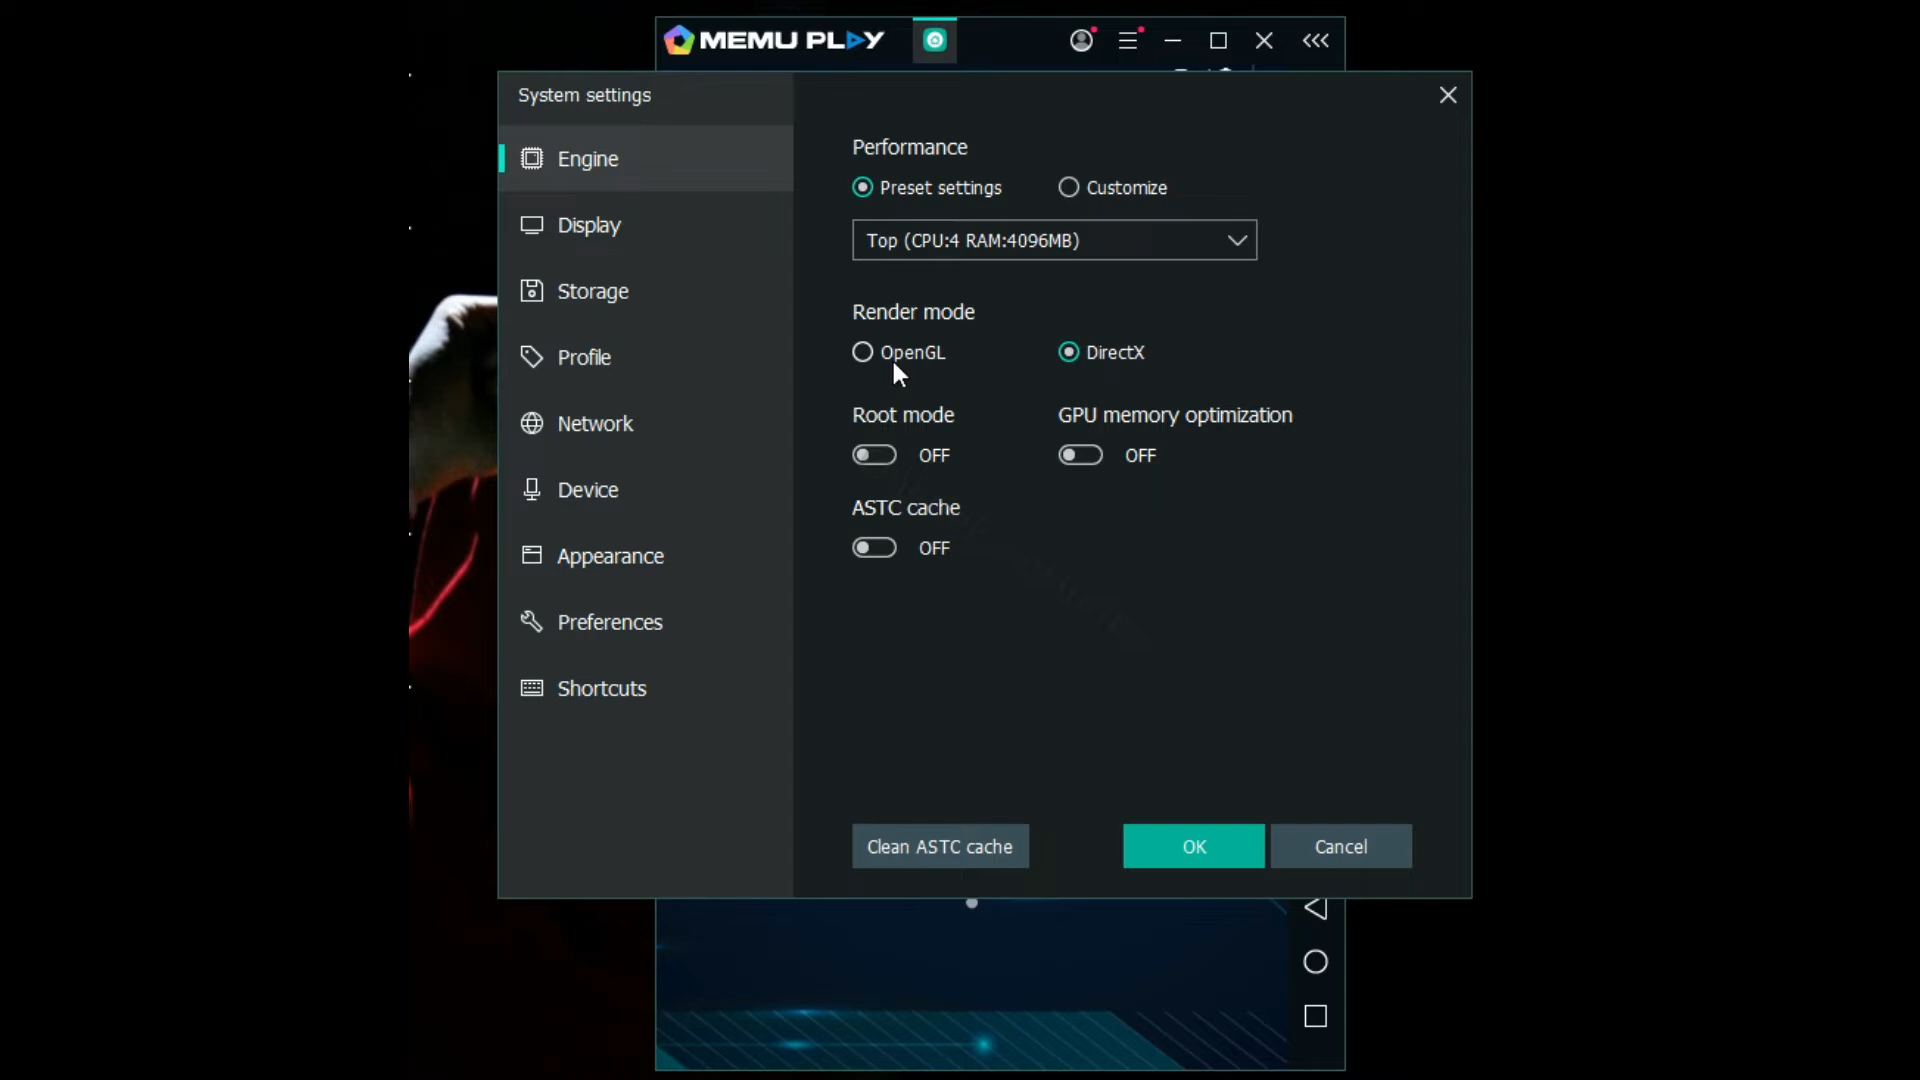 MEMU PLAY
System settings
Engine
Display
Storage
Profile
Network
Device
Appearance
Preferences
Shortcuts
Performance
Preset settings
Customize
Top (CPU:4 RAM:4096MB)
Render mode
OpenGL
DirectX
Root mode
GPU memory optimization
OFF
OFF
ASTC cache
OFF
Clean ASTC cache
OK
Cancel